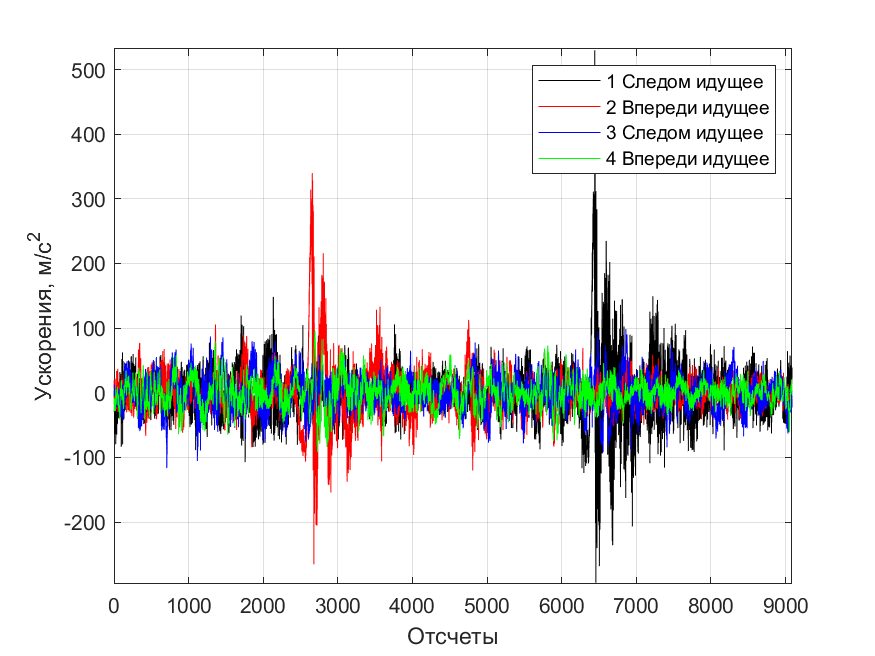 500
400
300
200
100
0
-100
-200
Ускорения, м/с²
1 Следом идущее
2 Впереди идущее
3 Следом идущее
4 Впереди идущее
0 1000 2000 3000 4000 5000 6000 7000 8000 9000
Отсчеты